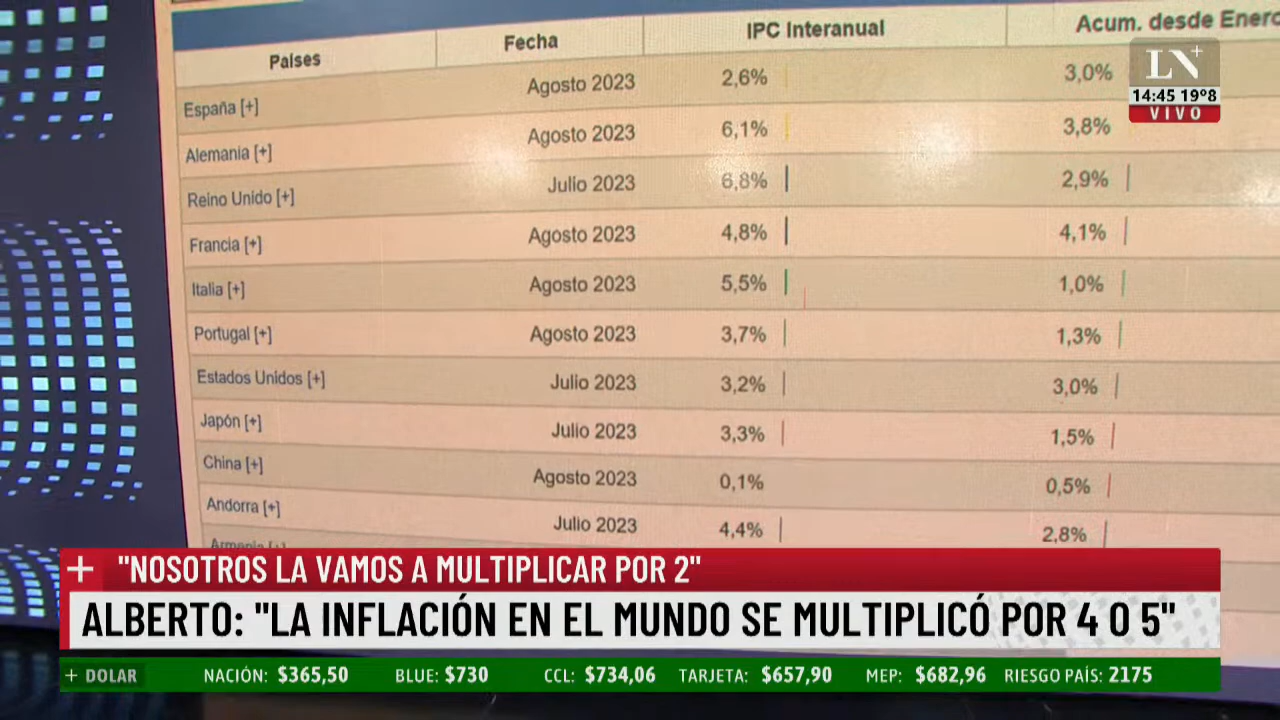 Países Fecha IPC Interanual Acum. desde Enero
España [+] Agosto 2023 2,6% 3,0%
Alemania [+] Agosto 2023 6,1% 3,8%
Reino Unido [+] Julio 2023 6,8% 2,9%
Francia [+] Agosto 2023 4,8% 4,1%
Italia [+] Agosto 2023 5,5% 1,0%
Portugal [+] Agosto 2023 3,7% 1,3%
Estados Unidos [+] Julio 2023 3,2% 3,0%
Japón [+] Julio 2023 3,3% 1,5%
China [+] Agosto 2023 0,1% 0,5%
Andorra [+] Julio 2023 4,4% 2,8%
LN+
14:45 19º8
VIVO
+ "NOSOTROS LA VAMOS A MULTIPLICAR POR 2"
ALBERTO: "LA INFLACIÓN EN EL MUNDO SE MULTIPLICÓ POR 4 O 5"
+ DOLAR NACIÓN: $365,50 BLUE: $730 CCL: $734,06 TARJETA: $657,90 MEP: $682,96 RIESGO PAÍS: 2175